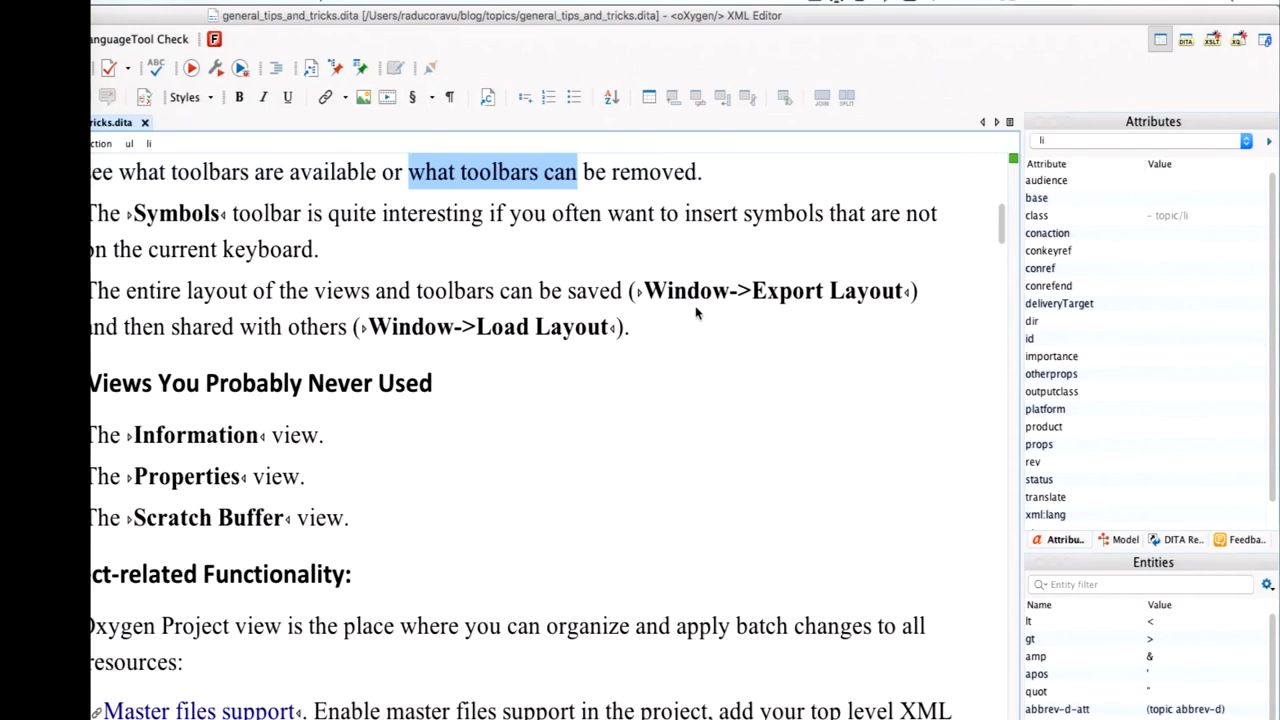 general_tips_and_tricks.dita [/Users/raducoravu/blog/topics/general_tips_and_tricks.dita] - <oXygen/> XML Editor
anguageTool Check F
ABC DITA XSLT XQ
Styles B I U § ¶ A Z JOIN SPLIT
ricks.dita
ction ul li
ee what toolbars are available or what toolbars can be removed.
The Symbols toolbar is quite interesting if you often want to insert symbols that are not
on the current keyboard.
The entire layout of the views and toolbars can be saved (Window->Export Layout)
and then shared with others (Window->Load Layout).
Views You Probably Never Used
The Information view.
The Properties view.
The Scratch Buffer view.
ct-related Functionality:
Oxygen Project view is the place where you can organize and apply batch changes to all
resources:
Master files support. Enable master files support in the project, add your top level XML
Attributes
li
Attribute Value
audience
base
class - topic/li
conaction
conkeyref
conref
conrefend
deliveryTarget
dir
id
importance
otherprops
outputclass
platform
product
props
rev
status
translate
xml:lang
a Attribu.. Model DITA Re.. Feedba..
Entities
Entity filter
Name Value
lt <
gt >
amp &
apos '
quot "
abbrev-d-att (topic abbrev-d)